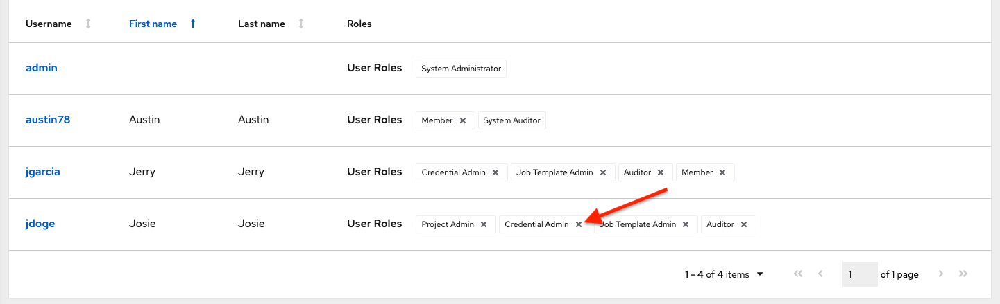 Username First name Last name Roles
admin User Roles System Administrator
austin78 Austin Austin User Roles Member System Auditor
jgarcia Jerry Jerry User Roles Credential Admin Job Template Admin Auditor Member
jdoge Josie Josie User Roles Project Admin Credential Admin Job Template Admin Auditor
1 - 4 of 4 items 1 of 1 page